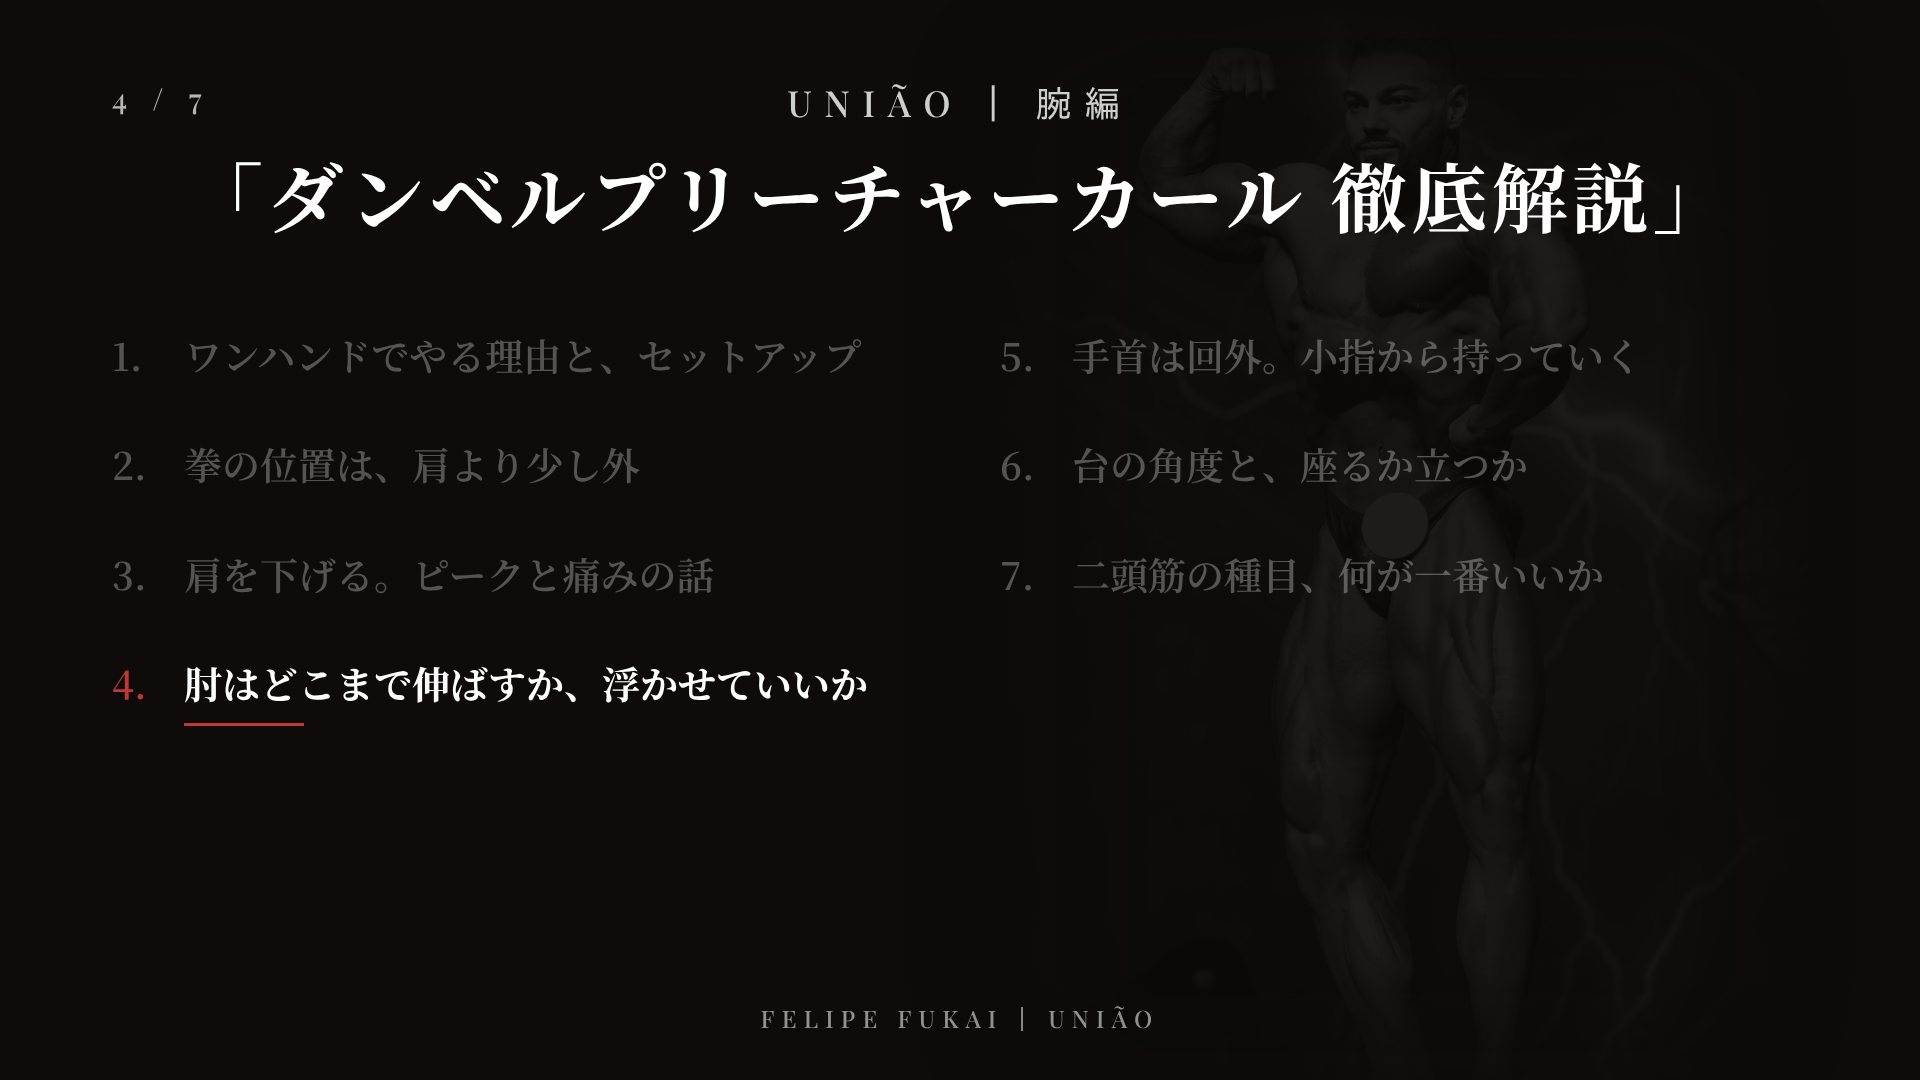 4 / 7
UNIÃO | 腕編
「ダンベルプリーチャーカール 徹底解説」
1. ワンハンドでやる理由と、セットアップ
2. 拳の位置は、肩より少し外
3. 肩を下げる。ピークと痛みの話
4. 肘はどこまで伸ばすか、浮かせていいか
5. 手首は回外。小指から持っていく
6. 台の角度と、座るか立つか
7. 二頭筋の種目、何が一番いいか
FELIPE FUKAI | UNIÃO